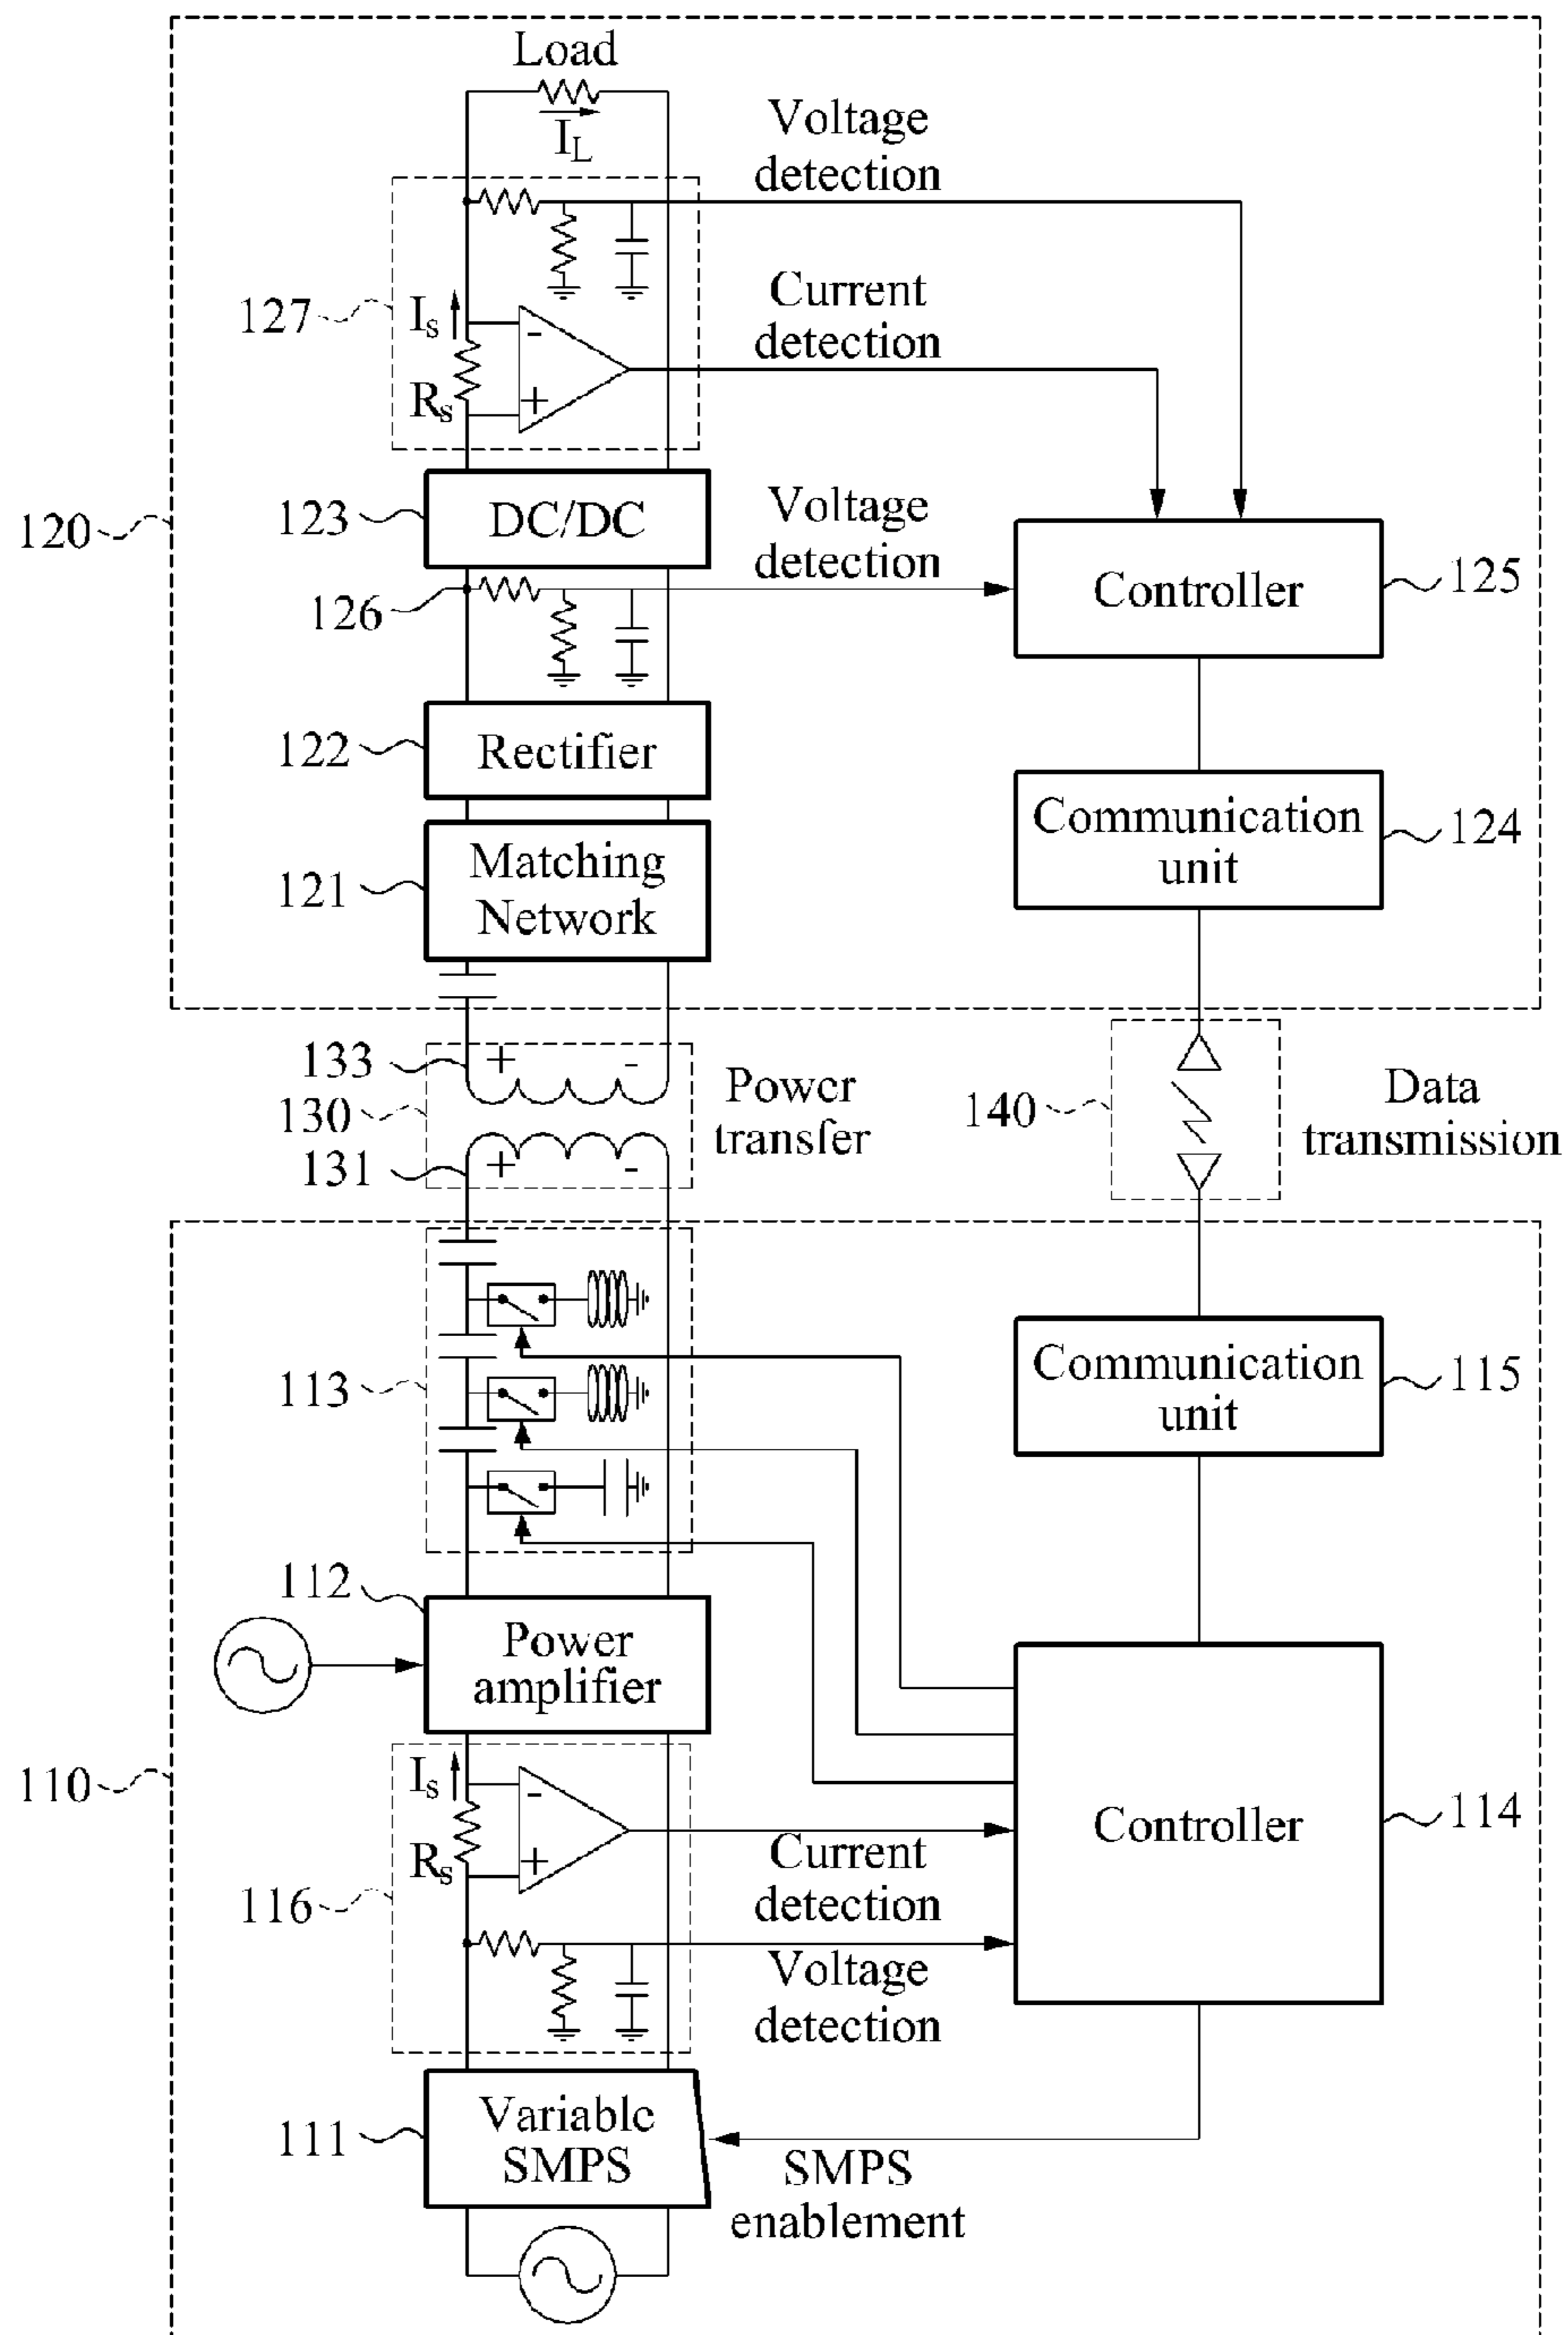 Load
I_L
Voltage
detection
127
I_s
-
Current
detection
R_s
+
120
123
DC/DC
Voltage
detection
126
Controller
125
122
Rectifier
121
Matching
Network
Communication
unit
124
133
+
-
130
Power
transfer
131
+
-
140
Data
transmission
113
Communication
unit
115
112
Power
amplifier
110
I_s
-
R_s
+
116
Current
detection
Voltage
detection
Controller
114
111
Variable
SMPS
SMPS
enablement